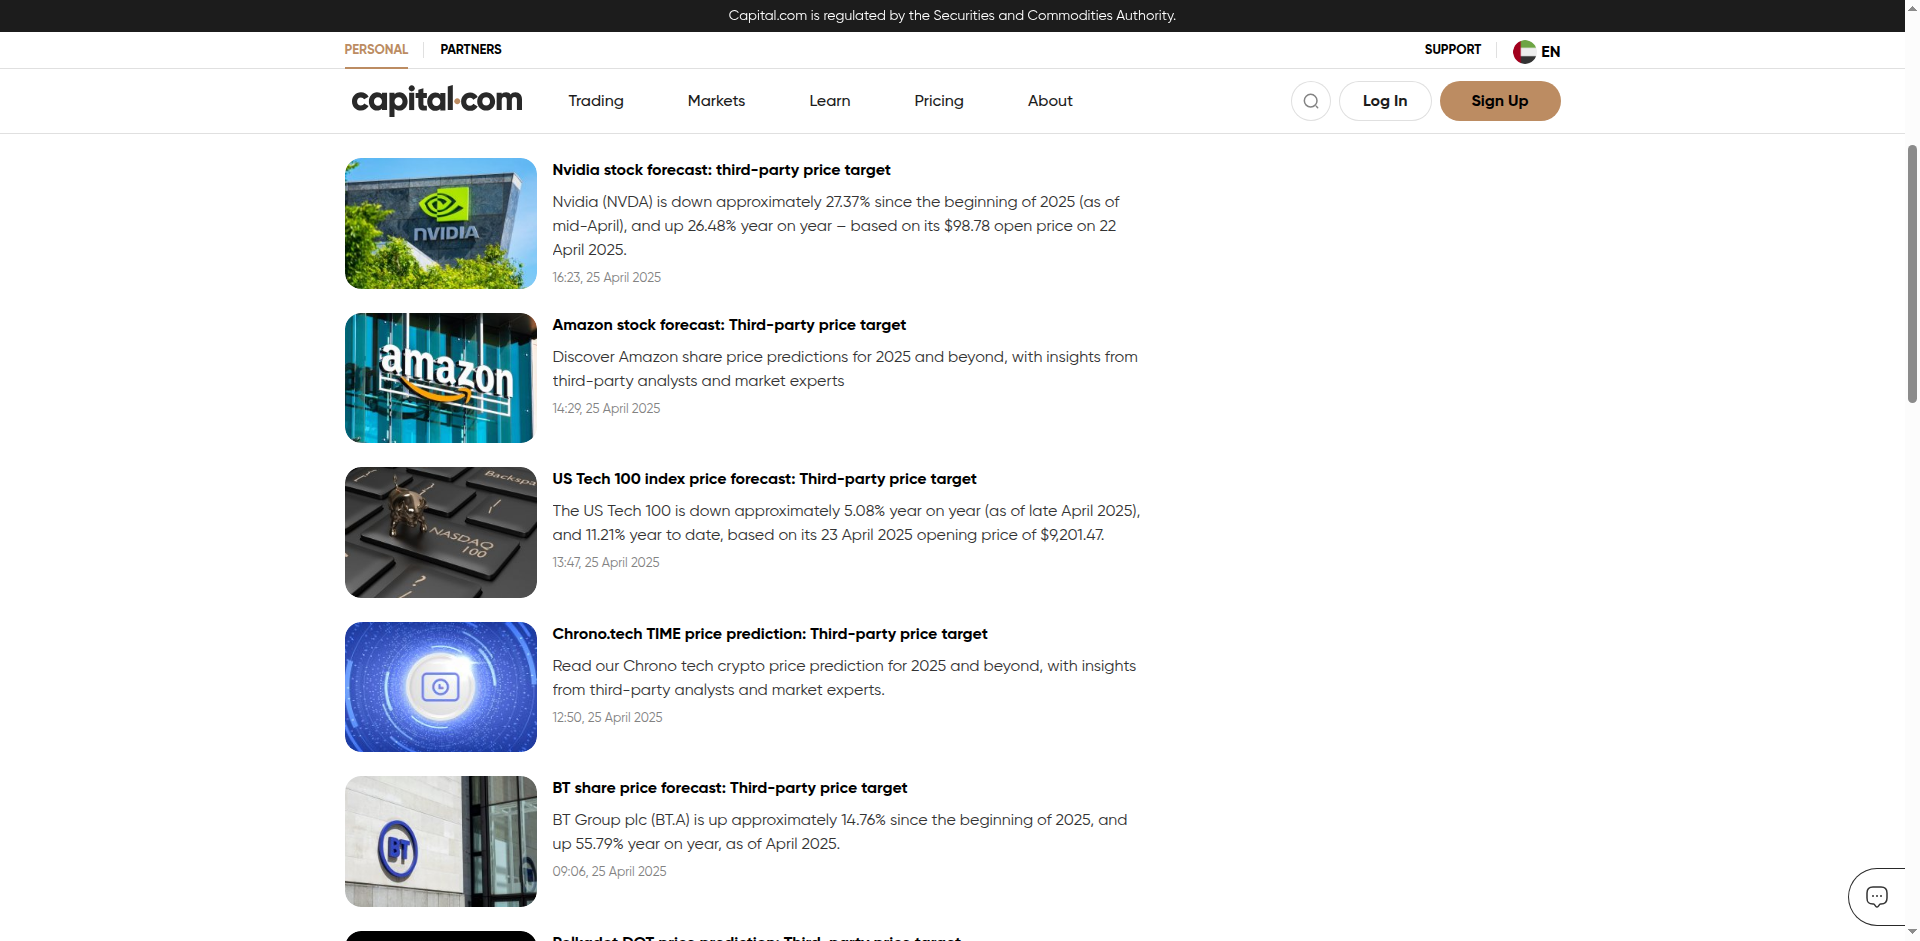 Capital.com is regulated by the Securities and Commodities Authority.
PERSONAL
PARTNERS
SUPPORT
EN
capital.com
Trading
Markets
Learn
Pricing
About
Log In
Sign Up
NVIDIA
Nvidia stock forecast: third-party price target
Nvidia (NVDA) is down approximately 27.37% since the beginning of 2025 (as of
mid-April), and up 26.48% year on year – based on its $98.78 open price on 22
April 2025.
16:23, 25 April 2025
amazon
Amazon stock forecast: Third-party price target
Discover Amazon share price predictions for 2025 and beyond, with insights from
third-party analysts and market experts
14:29, 25 April 2025
Backspa
NASDAQ
100
?
US Tech 100 index price forecast: Third-party price target
The US Tech 100 is down approximately 5.08% year on year (as of late April 2025),
and 11.21% year to date, based on its 23 April 2025 opening price of $9,201.47.
13:47, 25 April 2025
Chrono.tech TIME price prediction: Third-party price target
Read our Chrono tech crypto price prediction for 2025 and beyond, with insights
from third-party analysts and market experts.
12:50, 25 April 2025
BT
BT share price forecast: Third-party price target
BT Group plc (BT.A) is up approximately 14.76% since the beginning of 2025, and
up 55.79% year on year, as of April 2025.
09:06, 25 April 2025
Polkadot DOT price prediction: Third-party price target